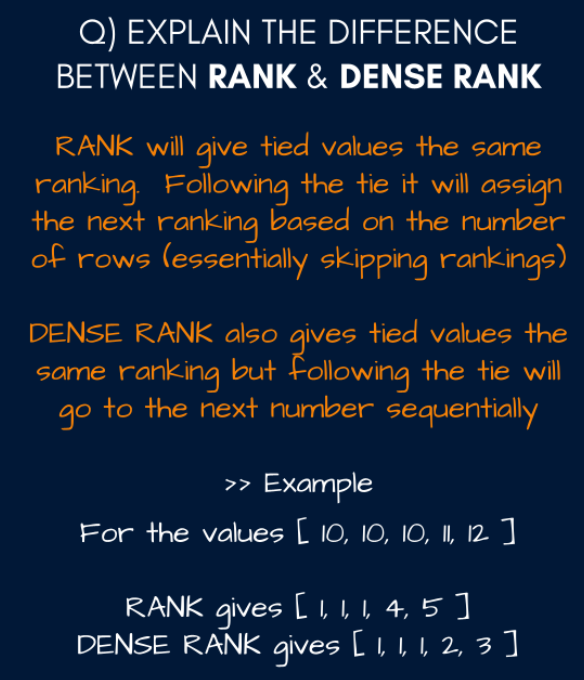 Q) EXPLAIN THE DIFFERENCE
BETWEEN RANK & DENSE RANK
RANK will give tied values the same
ranking. Following the tie it will assign
the next ranking based on the number
of rows (essentially skipping rankings)
DENSE RANK also gives tied values the
same ranking but following the tie will
go to the next number sequentially
>> Example
For the values [ 10, 10, 10, 11, 12 ]
RANK gives [ 1, 1, 1, 4, 5 ]
DENSE RANK gives [ 1, 1, 1, 2, 3 ]